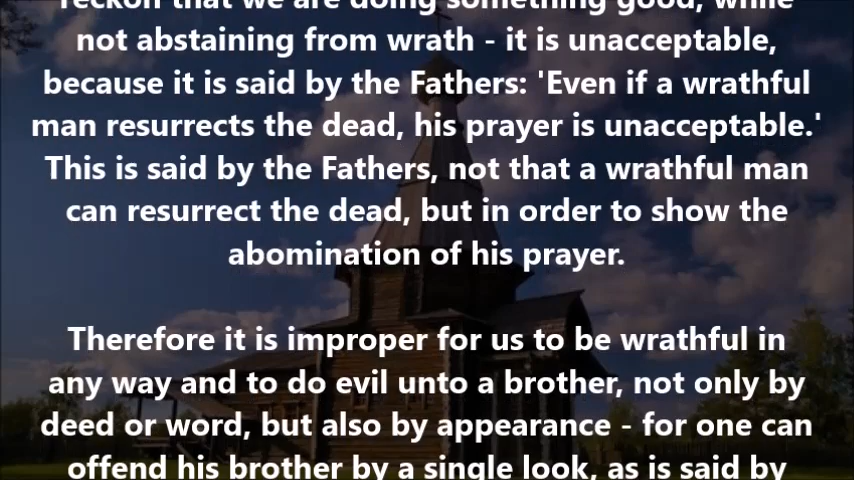 reckon that we are doing something good, while
not abstaining from wrath - it is unacceptable,
because it is said by the Fathers: 'Even if a wrathful
man resurrects the dead, his prayer is unacceptable.'
This is said by the Fathers, not that a wrathful man
can resurrect the dead, but in order to show the
abomination of his prayer.
Therefore it is improper for us to be wrathful in
any way and to do evil unto a brother, not only by
deed or word, but also by appearance - for one can
offend his brother by a single look, as is said by